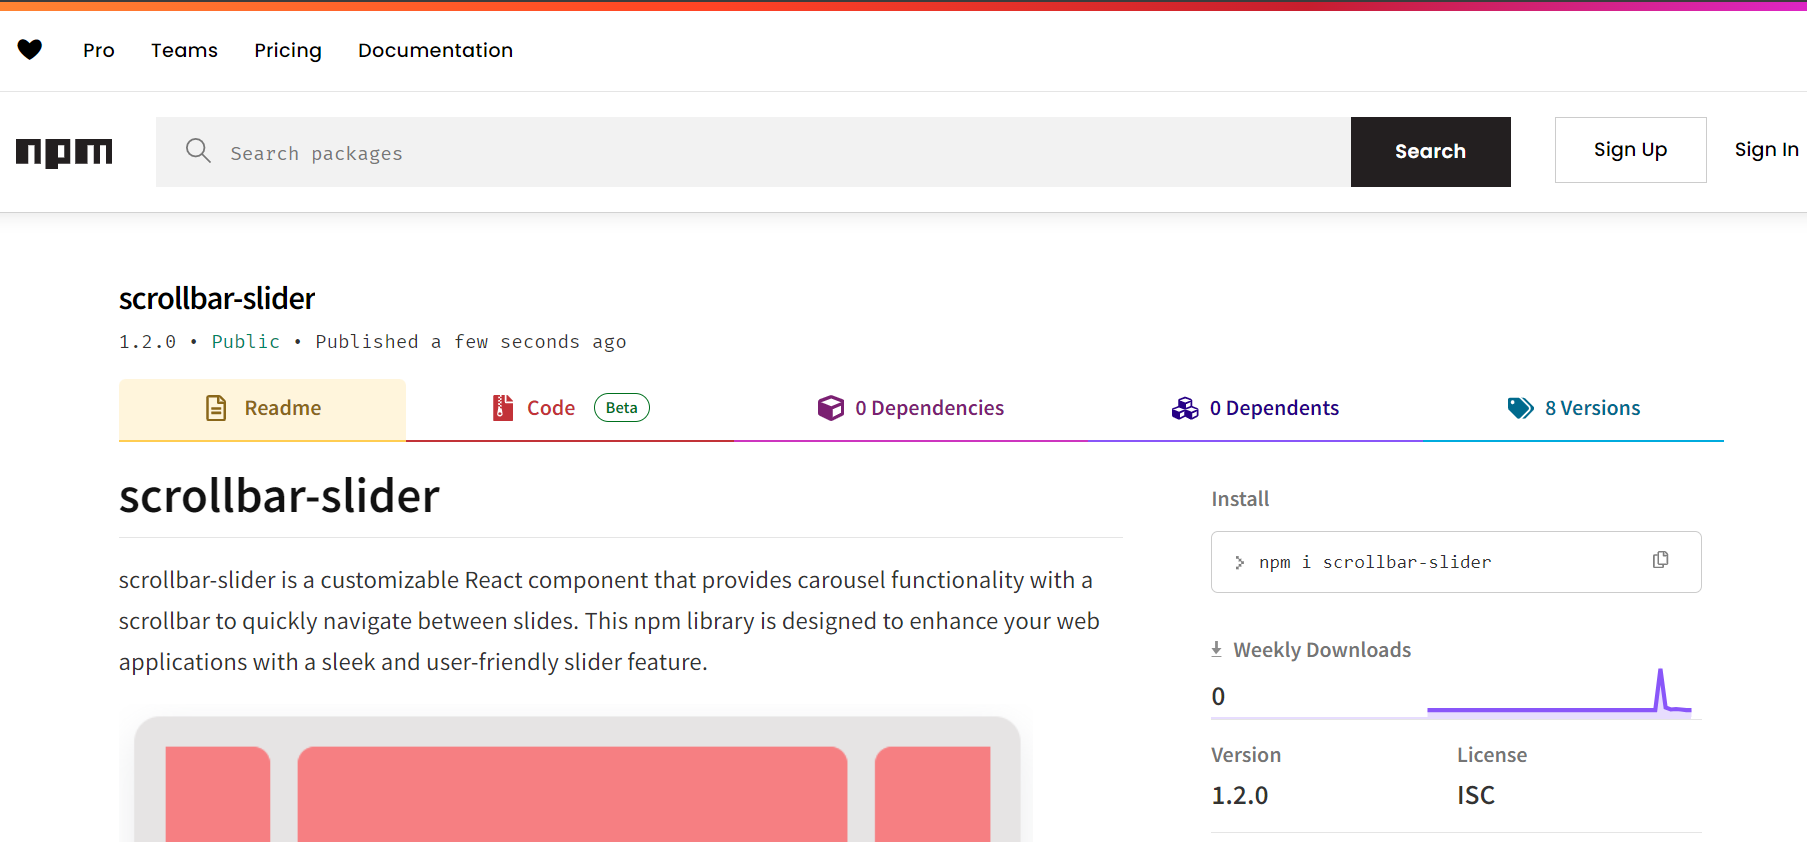 Pro Teams Pricing Documentation
npm Search packages Search Sign Up Sign In
scrollbar-slider
1.2.0 • Public • Published a few seconds ago
Readme Code Beta 0 Dependencies 0 Dependents 8 Versions
scrollbar-slider
scrollbar-slider is a customizable React component that provides carousel functionality with a
scrollbar to quickly navigate between slides. This npm library is designed to enhance your web
applications with a sleek and user-friendly slider feature.
Install
> npm i scrollbar-slider
Weekly Downloads
0
Version License
1.2.0 ISC